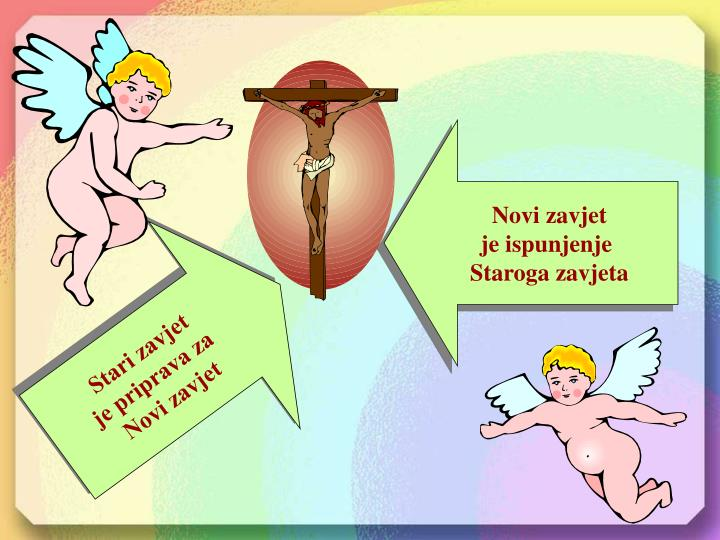 Stari zavjet
je priprava za
Novi zavjet
Novi zavjet
je ispunjenje
Staroga zavjeta